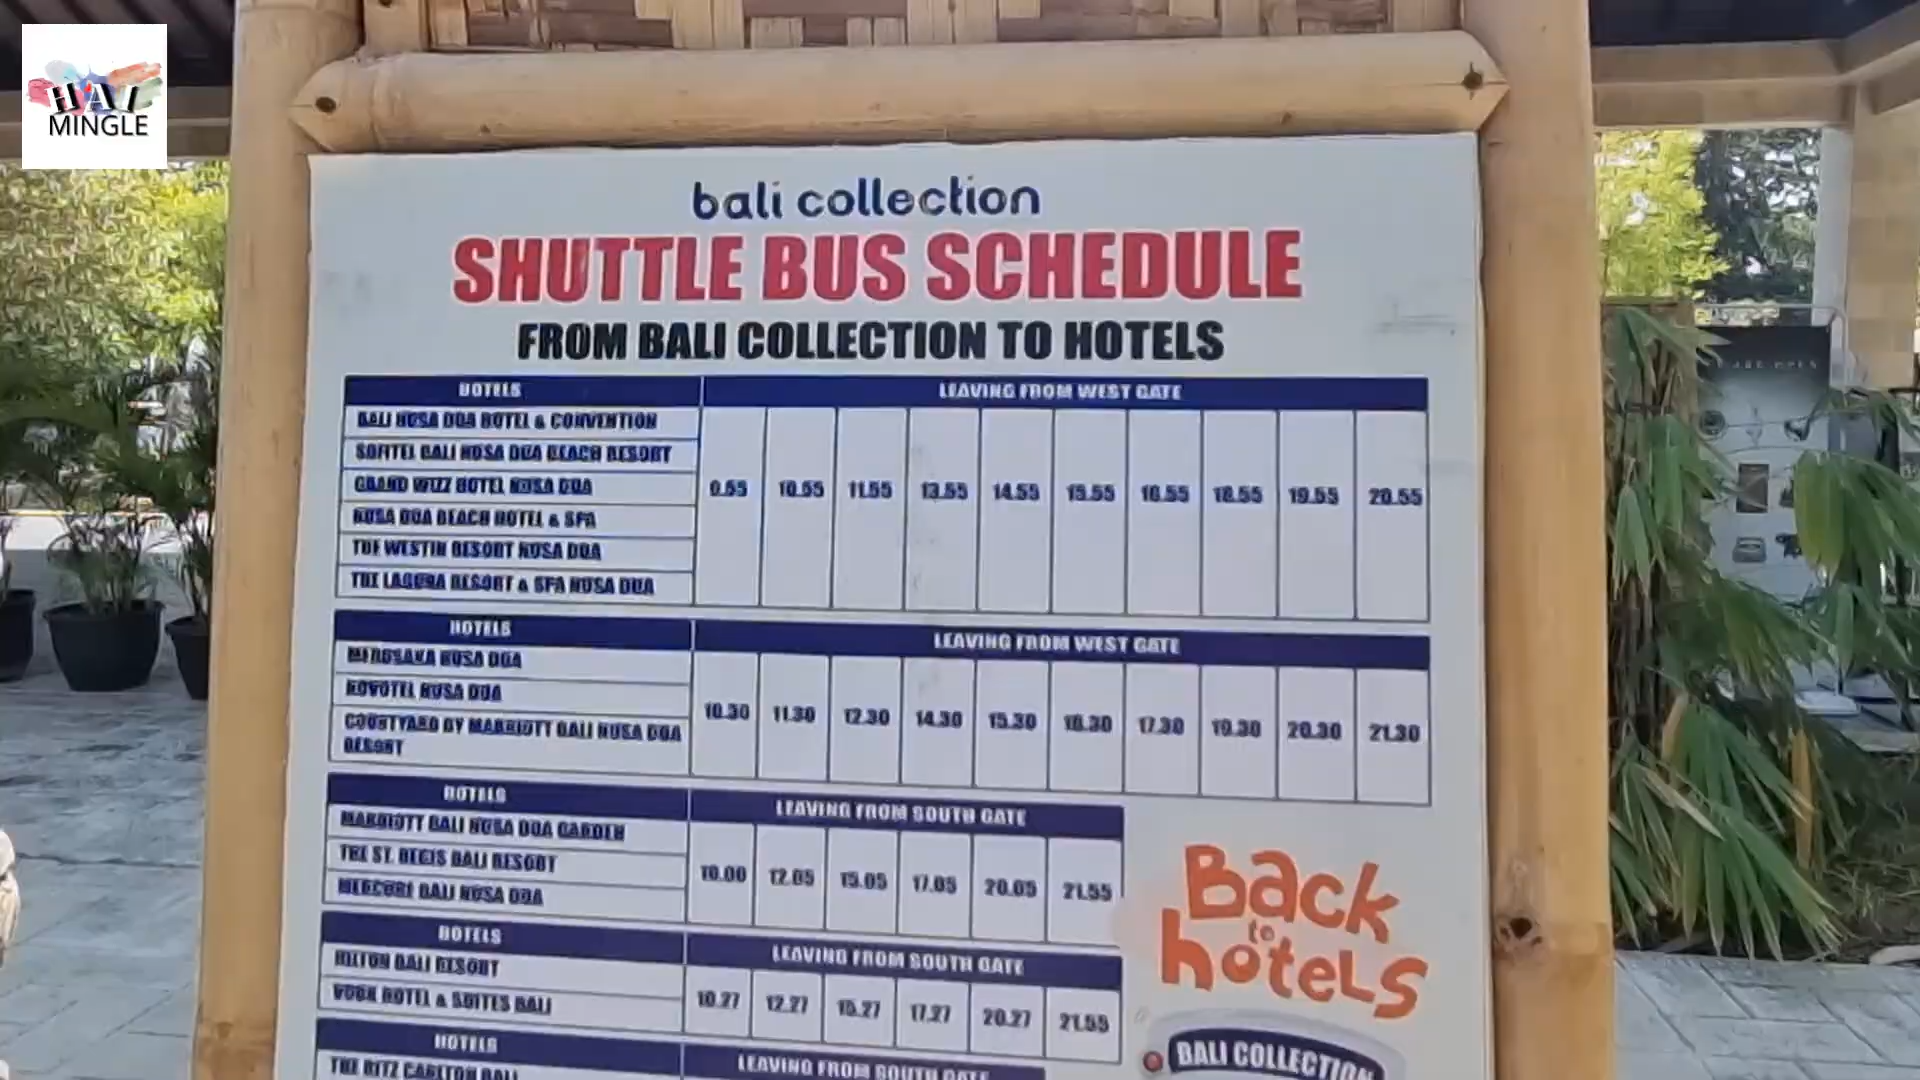 HAI
MINGLE
bali collection
SHUTTLE BUS SCHEDULE
FROM BALI COLLECTION TO HOTELS
HOTELS LEAVING FROM WEST GATE
BALI NUSA DUA HOTEL & CONVENTION
SOFITEL BALI NUSA DUA BEACH RESORT
GRAND WIZZ HOTEL NUSA DUA
NUSA DUA BEACH HOTEL & SPA
THE WESTIN RESORT NUSA DUA
THE LAGUNA RESORT & SPA NUSA DUA
9.55 10.55 11.55 13.55 14.55 15.55 16.55 18.55 19.55 20.55
HOTELS LEAVING FROM WEST GATE
MERUSAKA NUSA DUA
NOVOTEL NUSA DUA
COURTYARD BY MARRIOTT BALI NUSA DUA
RESORT
10.30 11.30 12.30 14.30 15.30 16.30 17.30 19.30 20.30 21.30
HOTELS LEAVING FROM SOUTH GATE
MARRIOTT BALI NUSA DUA GARDEN
THE ST. REGIS BALI RESORT
MERCURE BALI NUSA DUA
10.00 12.05 15.05 17.05 20.05 21.55
HOTELS LEAVING FROM SOUTH GATE
HILTON BALI RESORT
VOUK HOTEL & SUITES BALI
10.27 12.27 15.27 17.27 20.27 21.55
HOTELS LEAVING FROM SOUTH GATE
THE RITZ CARLTON BALI
Back
to
hotels
BALI COLLECTION